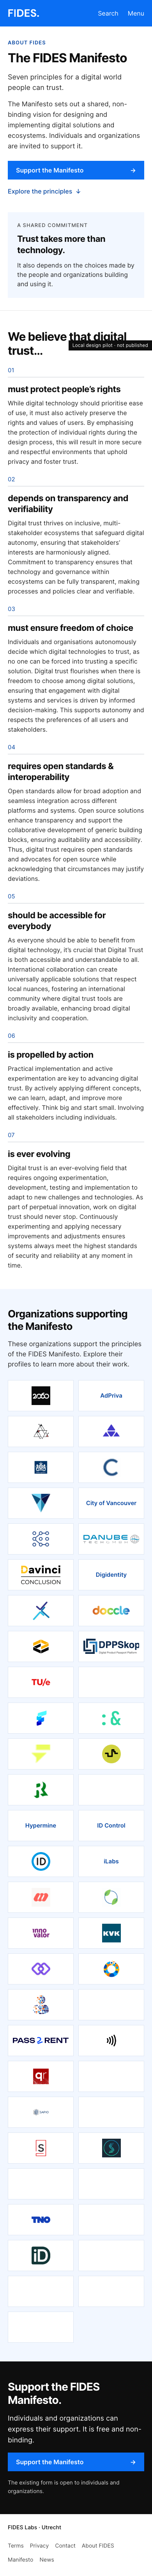 FIDES.
Search Menu
ABOUT FIDES
The FIDES Manifesto
Seven principles for a digital world
people can trust.
The Manifesto sets out a shared, non-
binding vision for designing and
implementing digital solutions and
ecosystems. Individuals and organizations
are invited to support it.
Support the Manifesto →
Explore the principles ↓
A SHARED COMMITMENT
Trust takes more than
technology.
It also depends on the choices made by
the people and organizations building
and using it.
We believe that digital
trust...
Local design pilot · not published
01
must protect people's rights
While digital technology should prioritise ease
of use, it must also actively preserve the
rights and values of users. By emphasising
the protection of individual rights during the
design process, this will result in more secure
and respectful environments that uphold
privacy and foster trust.
02
depends on transparency and
verifiability
Digital trust thrives on inclusive, multi-
stakeholder ecosystems that safeguard digital
autonomy, ensuring that stakeholders'
interests are harmoniously aligned.
Commitment to transparency ensures that
technology and governance within
ecosystems can be fully transparent, making
processes and policies clear and verifiable.
03
must ensure freedom of choice
Individuals and organisations autonomously
decide which digital technologies to trust, as
no one can be forced into trusting a specific
solution. Digital trust flourishes when there is
freedom to choose among digital solutions,
ensuring that engagement with digital
systems and services is driven by informed
decision-making. This supports autonomy and
respects the diverse preferences of all users and
stakeholders.
04
requires open standards &
interoperability
Open standards allow for broad adoption and
seamless integration across different
platforms and systems. Open source solutions
enhance transparency and support the
collaborative development of generic building
blocks, ensuring auditability and accessibility.
Thus, digital trust requires open standards
and advocates for open source while
acknowledging that circumstances may justify
deviations.
05
should be accessible for
everybody
As everyone should be able to benefit from
digital technology, it's crucial that Digital Trust
is both accessible and understandable to all.
International collaboration can create
universally applicable solutions that respect
local nuances, fostering an international
community where digital trust tools are
broadly available, enhancing broad digital
inclusivity and cooperation.
06
is propelled by action
Practical implementation and active
experimentation are key to advancing digital
trust. By actively applying different concepts,
we can learn, adapt, and improve more
effectively. Think big and start small. Involving
all stakeholders including individuals.
07
is ever evolving
Digital trust is an ever-evolving field that
requires ongoing experimentation,
development, testing and implementation to
adapt to new challenges and technologies. As
part of perpetual innovation, work on digital
trust should never stop. Continuously
experimenting and applying necessary
improvements and adjustments ensures
systems always meet the highest standards
of security and reliability at any moment in
time.
Organizations supporting
the Manifesto
These organizations support the principles
of the FIDES Manifesto. Explore their
profiles to learn more about their work.
AdPriva
City of Vancouver
DANUBE
Davinci
CONCLUSION
Digidentity
doccle
TU/e
DPPSkop
Hypermine
ID Control
ID
iLabs
inno
valor
KVK
PASS2RENT
qr
S
TNO
iD
Support the FIDES
Manifesto.
Individuals and organizations can
express their support. It is free and non-
binding.
Support the Manifesto →
The existing form is open to individuals and
organizations.
FIDES Labs · Utrecht
Terms Privacy Contact About FIDES
Manifesto News